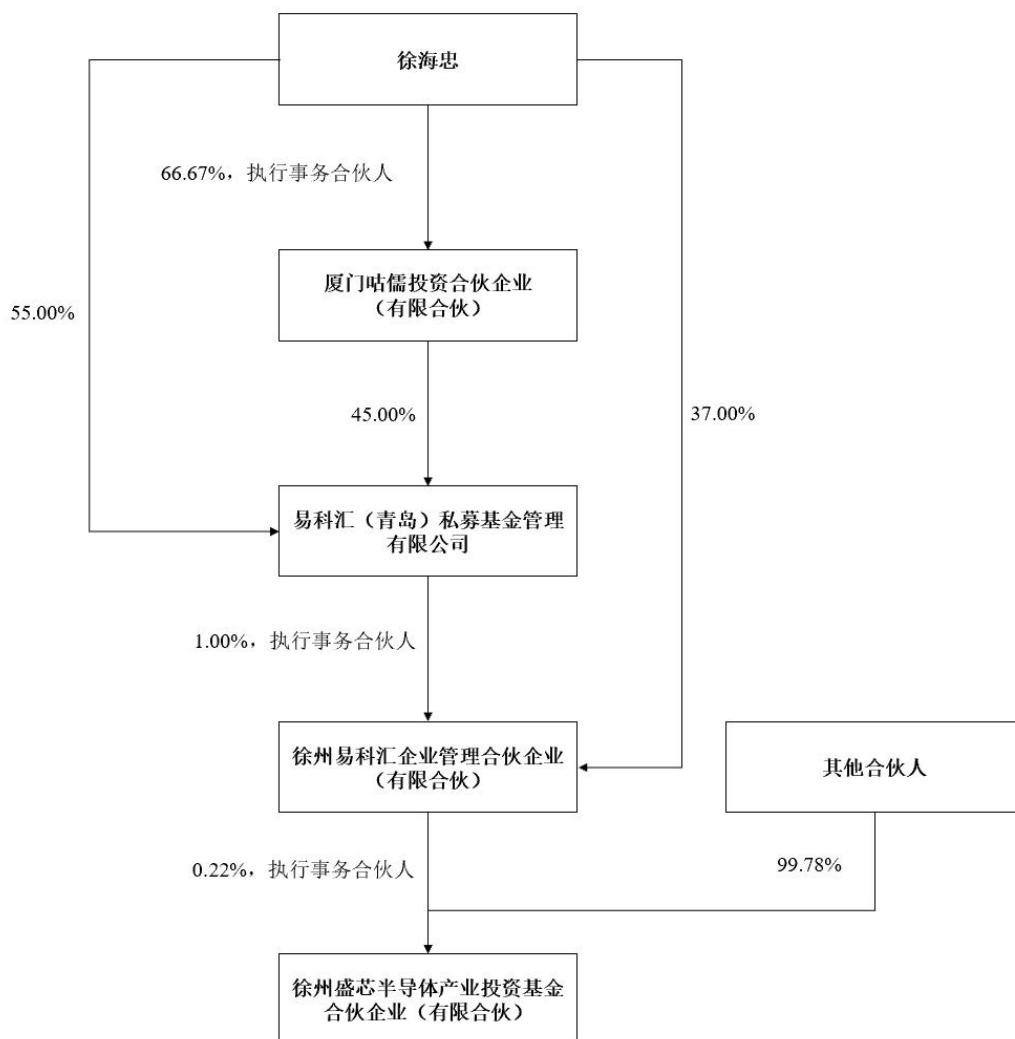 徐海忠
66.67%，执行事务合伙人
厦门咕儒投资合伙企业
（有限合伙）
55.00%
45.00%
37.00%
易科汇（青岛）私募基金管理
有限公司
1.00%，执行事务合伙人
徐州易科汇企业管理合伙企业
（有限合伙）
其他合伙人
0.22%，执行事务合伙人
99.78%
徐州盛芯半导体产业投资基金
合伙企业（有限合伙）